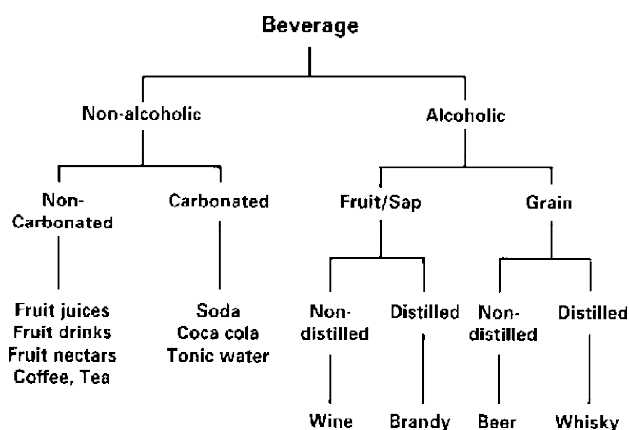 Beverage
Non-alcoholic
Alcoholic
Non-
Carbonated
Carbonated
Fruit/Sap
Grain
Fruit juices
Fruit drinks
Fruit nectars
Coffee, Tea
Soda
Coca cola
Tonic water
Non-
distilled
Distilled
Non-
distilled
Distilled
Wine
Brandy
Beer
Whisky